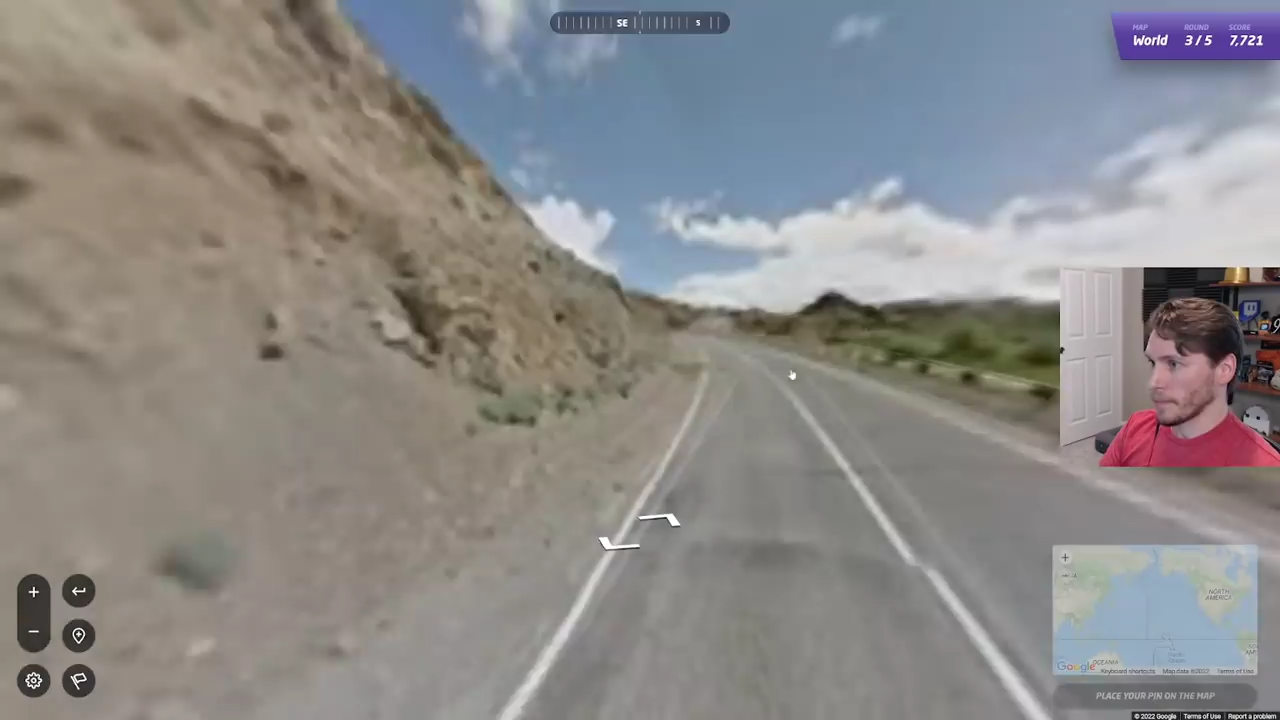 SE
S
MAP
World
ROUND
3 / 5
SCORE
7,721
+
−
+
NORTH
AMERICA
OCEANIA
Google
Keyboard shortcuts
Map data ©2022
Terms of Use
PLACE YOUR PIN ON THE MAP
© 2022 Google
Terms of Use
Report a problem